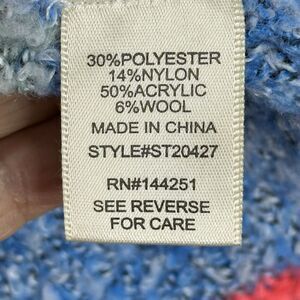 30%POLYESTER
14%NYLON
50%ACRYLIC
6%WOOL
MADE IN CHINA
STYLE#ST20427
RN#144251
SEE REVERSE
FOR CARE